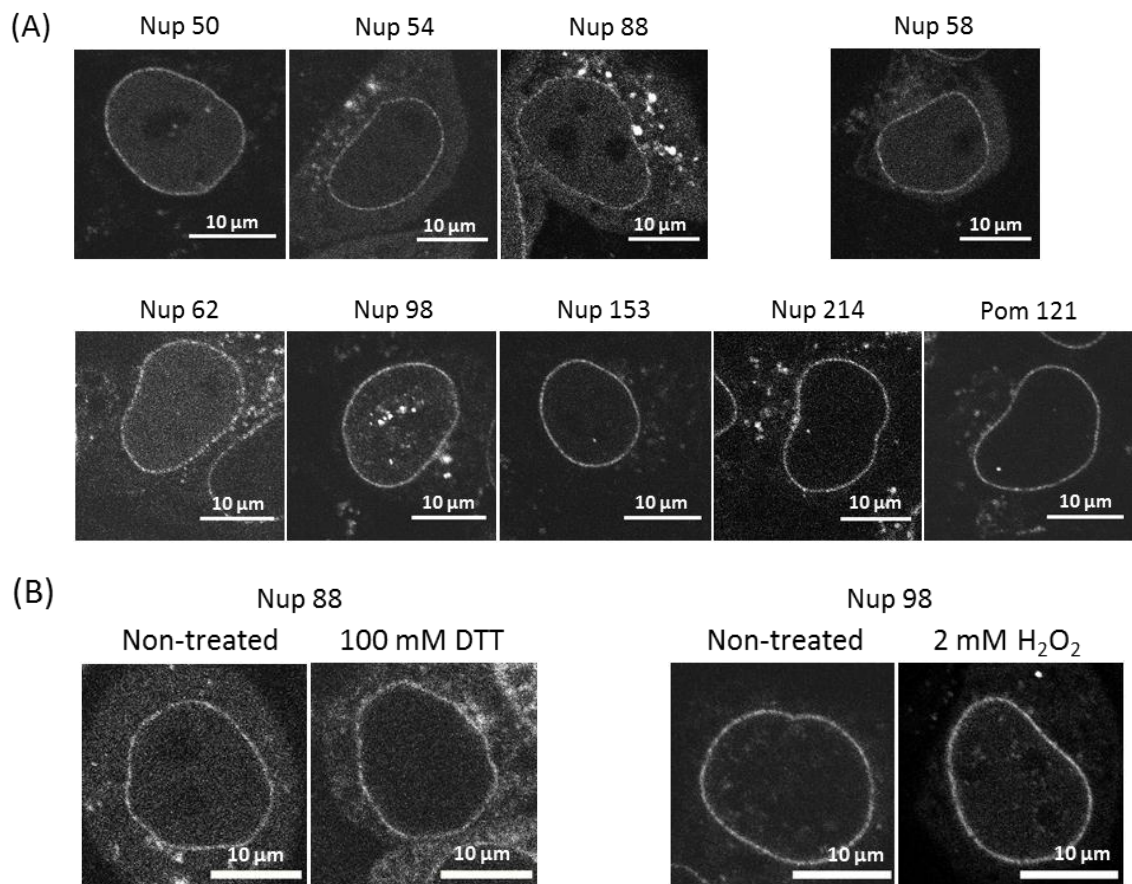 (A)
Nup 50 Nup 54 Nup 88 Nup 58
10 µm 10 µm 10 µm 10 µm
Nup 62 Nup 98 Nup 153 Nup 214 Pom 121
10 µm 10 µm 10 µm 10 µm 10 µm
(B)
Nup 88 Nup 98
Non-treated 100 mM DTT Non-treated 2 mM H₂O₂
10 µm 10 µm 10 µm 10 µm